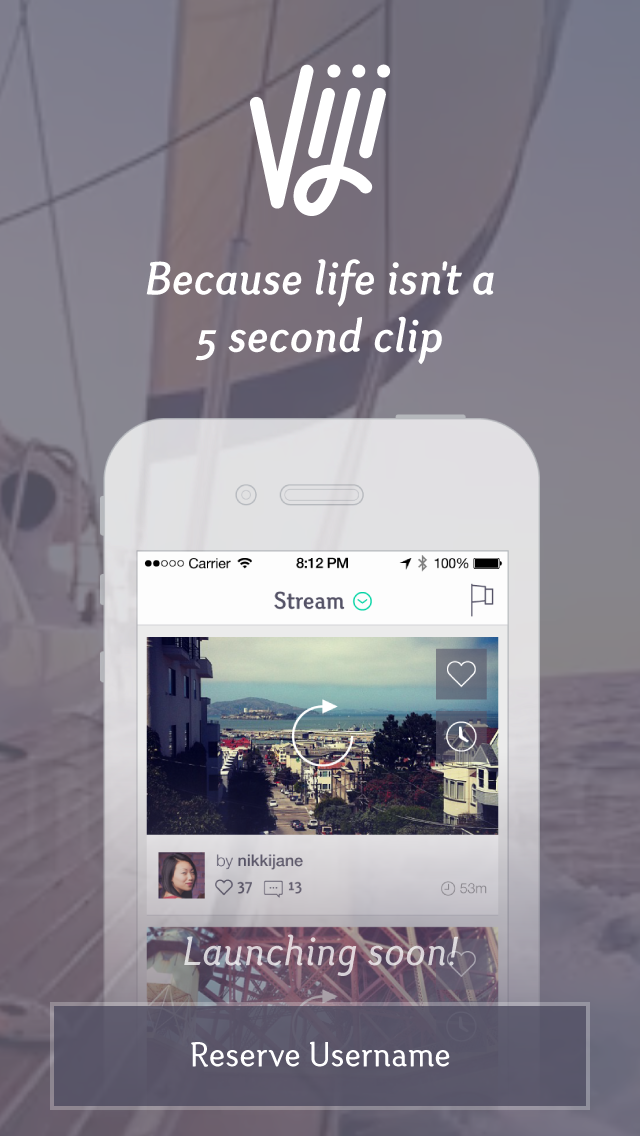 Viji
Because life isn't a
5 second clip
Carrier 8:12 PM 100%
Stream
by nikkijane
37 13 53m
Launching soon!
Reserve Username